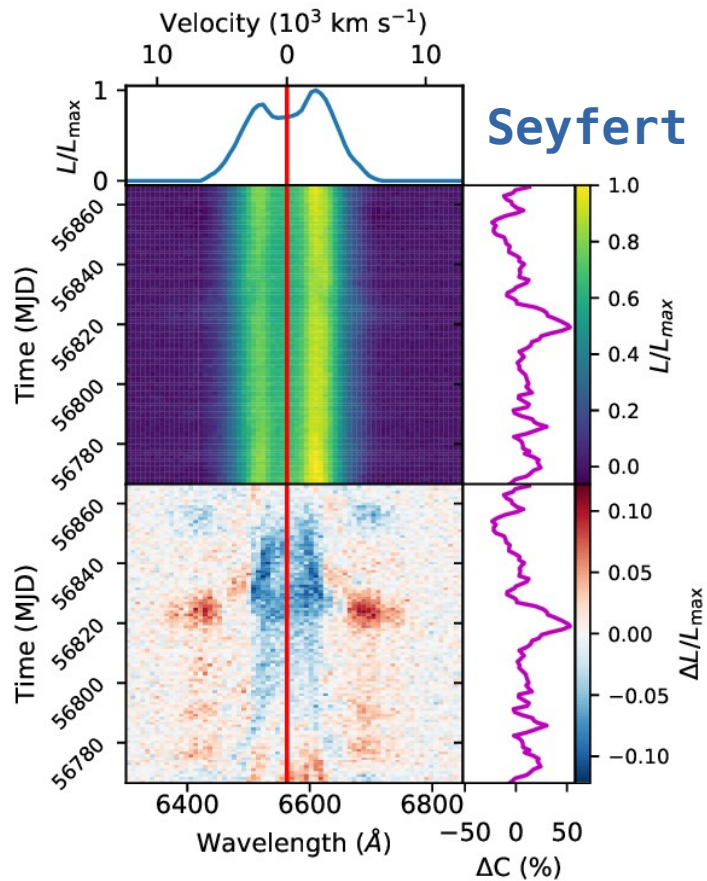 Velocity (10³ km s⁻¹)
10 0 10
1
L/Lmax
0
Seyfert
Time (MJD)
56860
56840
56820
56800
56780
1.0
0.8
0.6
0.4
0.2
0.0
L/Lmax
Time (MJD)
56860
56840
56820
56800
56780
0.10
0.05
0.00
−0.05
−0.10
ΔL/Lmax
6400 6600 6800
Wavelength (Å)
−50 0 50
ΔC (%)